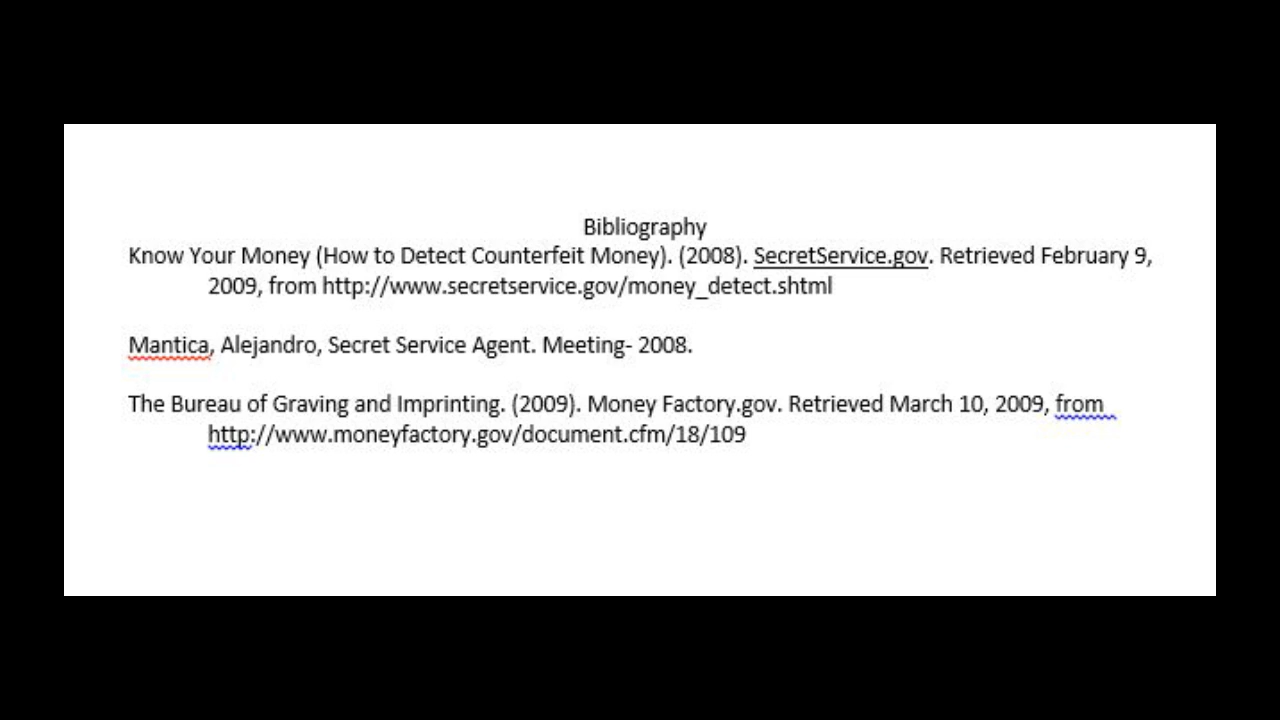 Bibliography
Know Your Money (How to Detect Counterfeit Money). (2008). SecretService.gov. Retrieved February 9,
2009, from http://www.secretservice.gov/money_detect.shtml
Mantica, Alejandro, Secret Service Agent. Meeting- 2008.
The Bureau of Graving and Imprinting. (2009). Money Factory.gov. Retrieved March 10, 2009, from
http://www.moneyfactory.gov/document.cfm/18/109